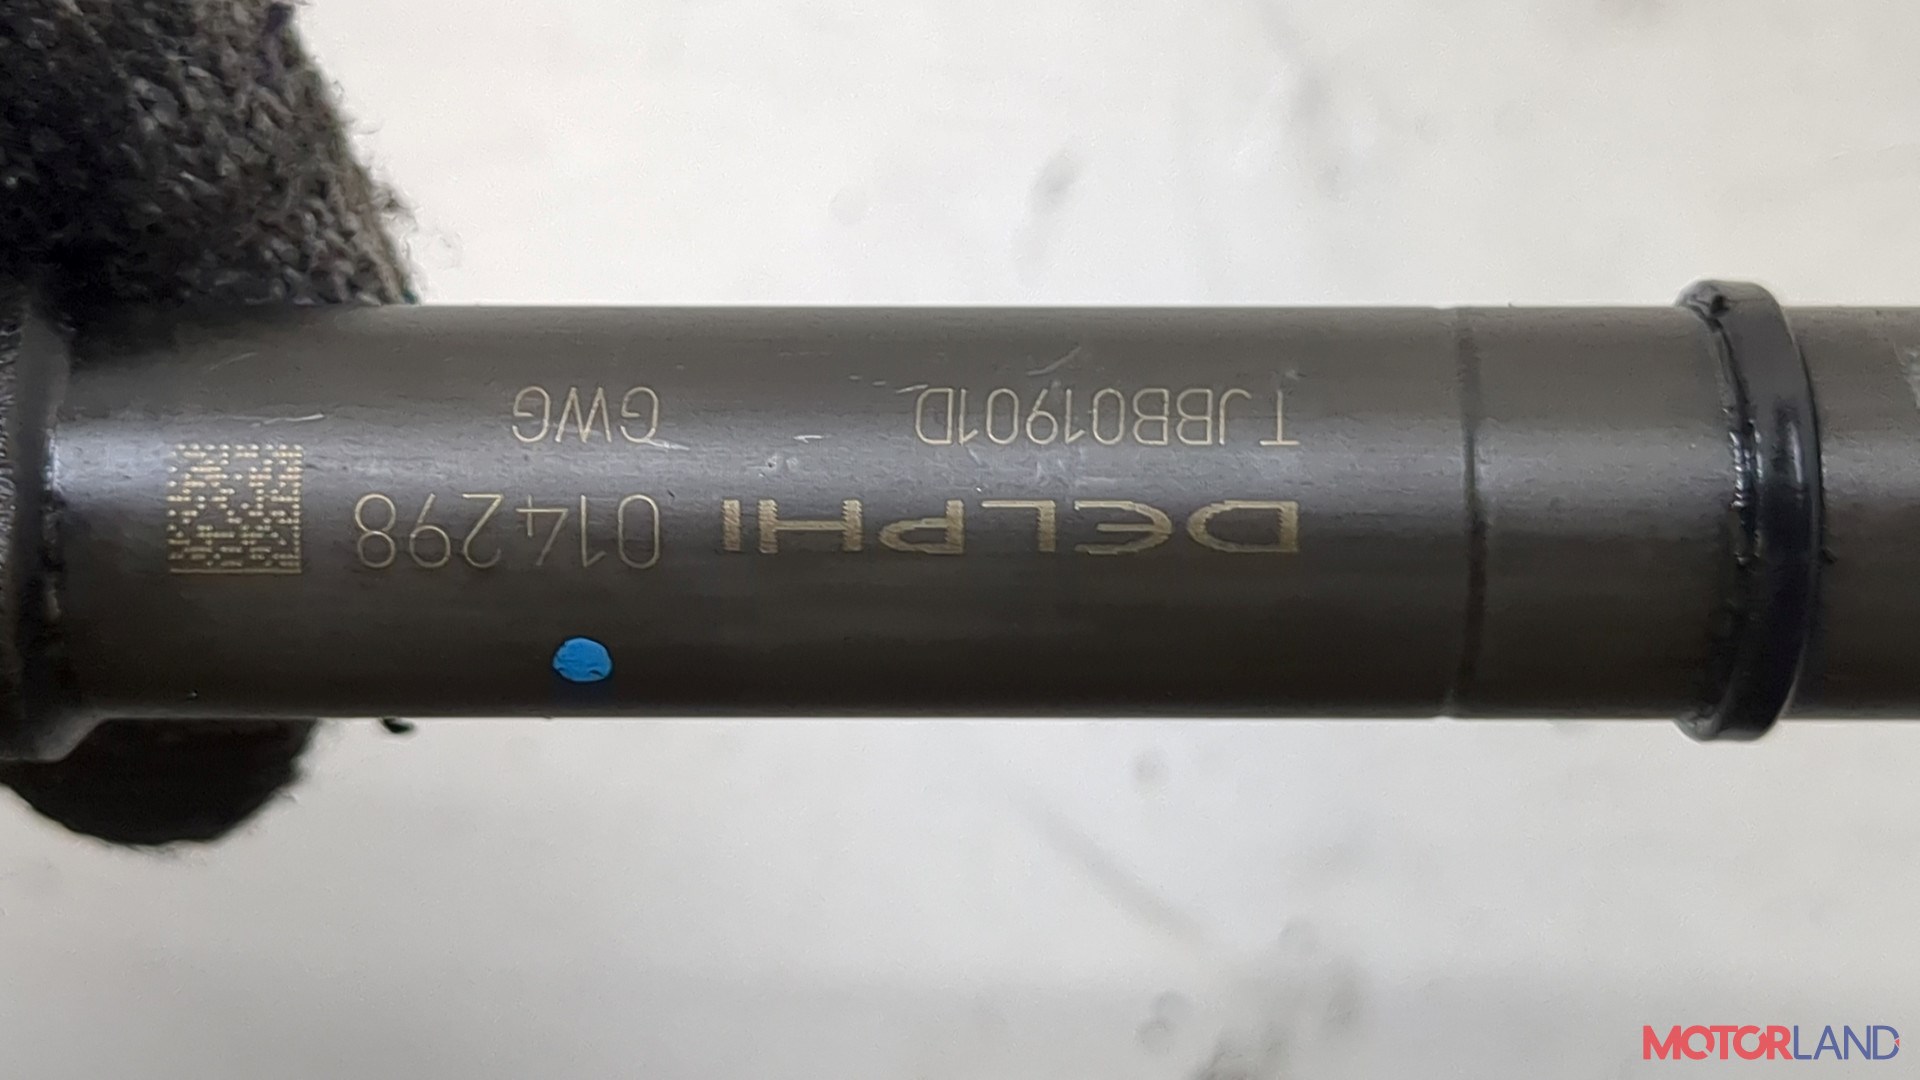 DELPHI 014298
TJBB01901D GWG
MOTORLAND